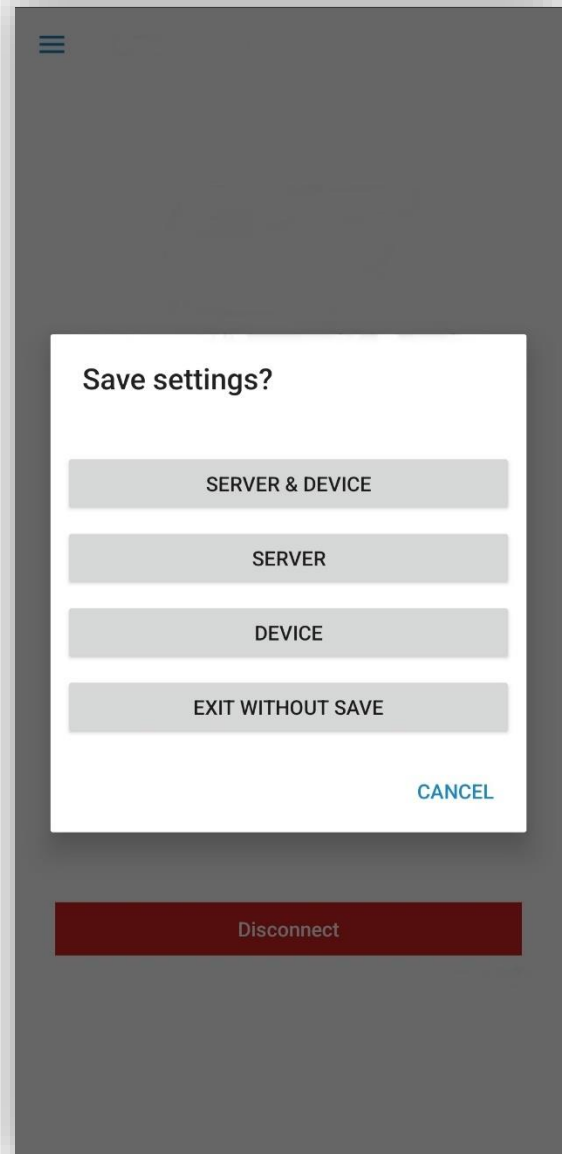 Save settings?
SERVER & DEVICE
SERVER
DEVICE
EXIT WITHOUT SAVE
CANCEL
Disconnect